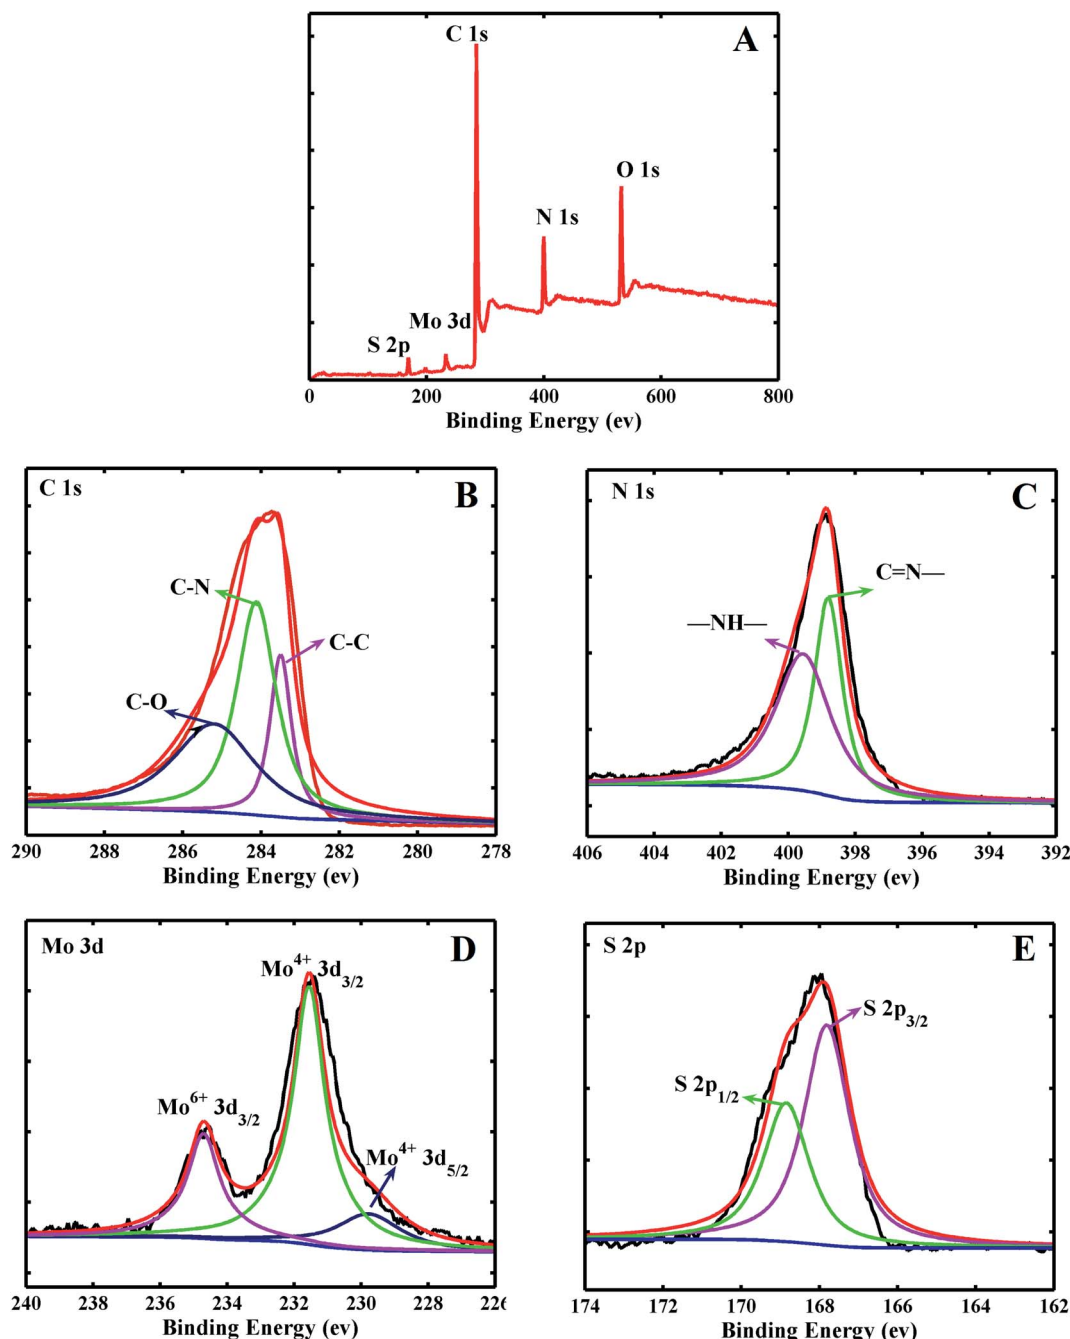 A
C 1s
O 1s
N 1s
Mo 3d
S 2p
0 200 400 600 800
Binding Energy (ev)
C 1s
B
C-N
C-C
C-O
290 288 286 284 282 280 278
Binding Energy (ev)
N 1s
C
C=N—
—NH—
406 404 402 400 398 396 394 392
Binding Energy (ev)
Mo 3d
D
Mo⁴⁺ 3d₃/₂
Mo⁶⁺ 3d₃/₂
Mo⁴⁺ 3d₅/₂
240 238 236 234 232 230 228 226
Binding Energy (ev)
S 2p
E
S 2p₃/₂
S 2p₁/₂
174 172 170 168 166 164 162
Binding Energy (ev)